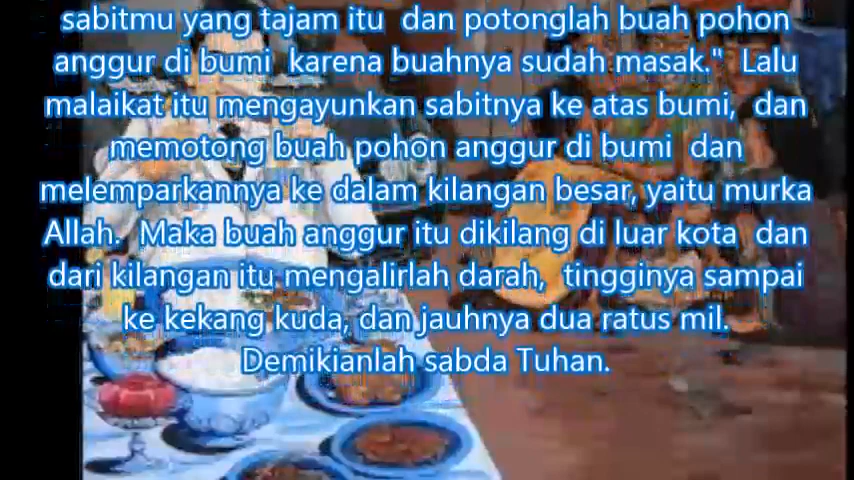 sabitmu yang tajam itu dan potonglah buah pohon
anggur di bumi karena buahnya sudah masak." Lalu
malaikat itu mengayunkan sabitnya ke atas bumi, dan
memotong buah pohon anggur di bumi dan
melemparkannya ke dalam kilangan besar, yaitu murka
Allah. Maka buah anggur itu dikilang di luar kota dan
dari kilangan itu mengalirlah darah, tingginya sampai
ke kekang kuda, dan jauhnya dua ratus mil.
Demikianlah sabda Tuhan.